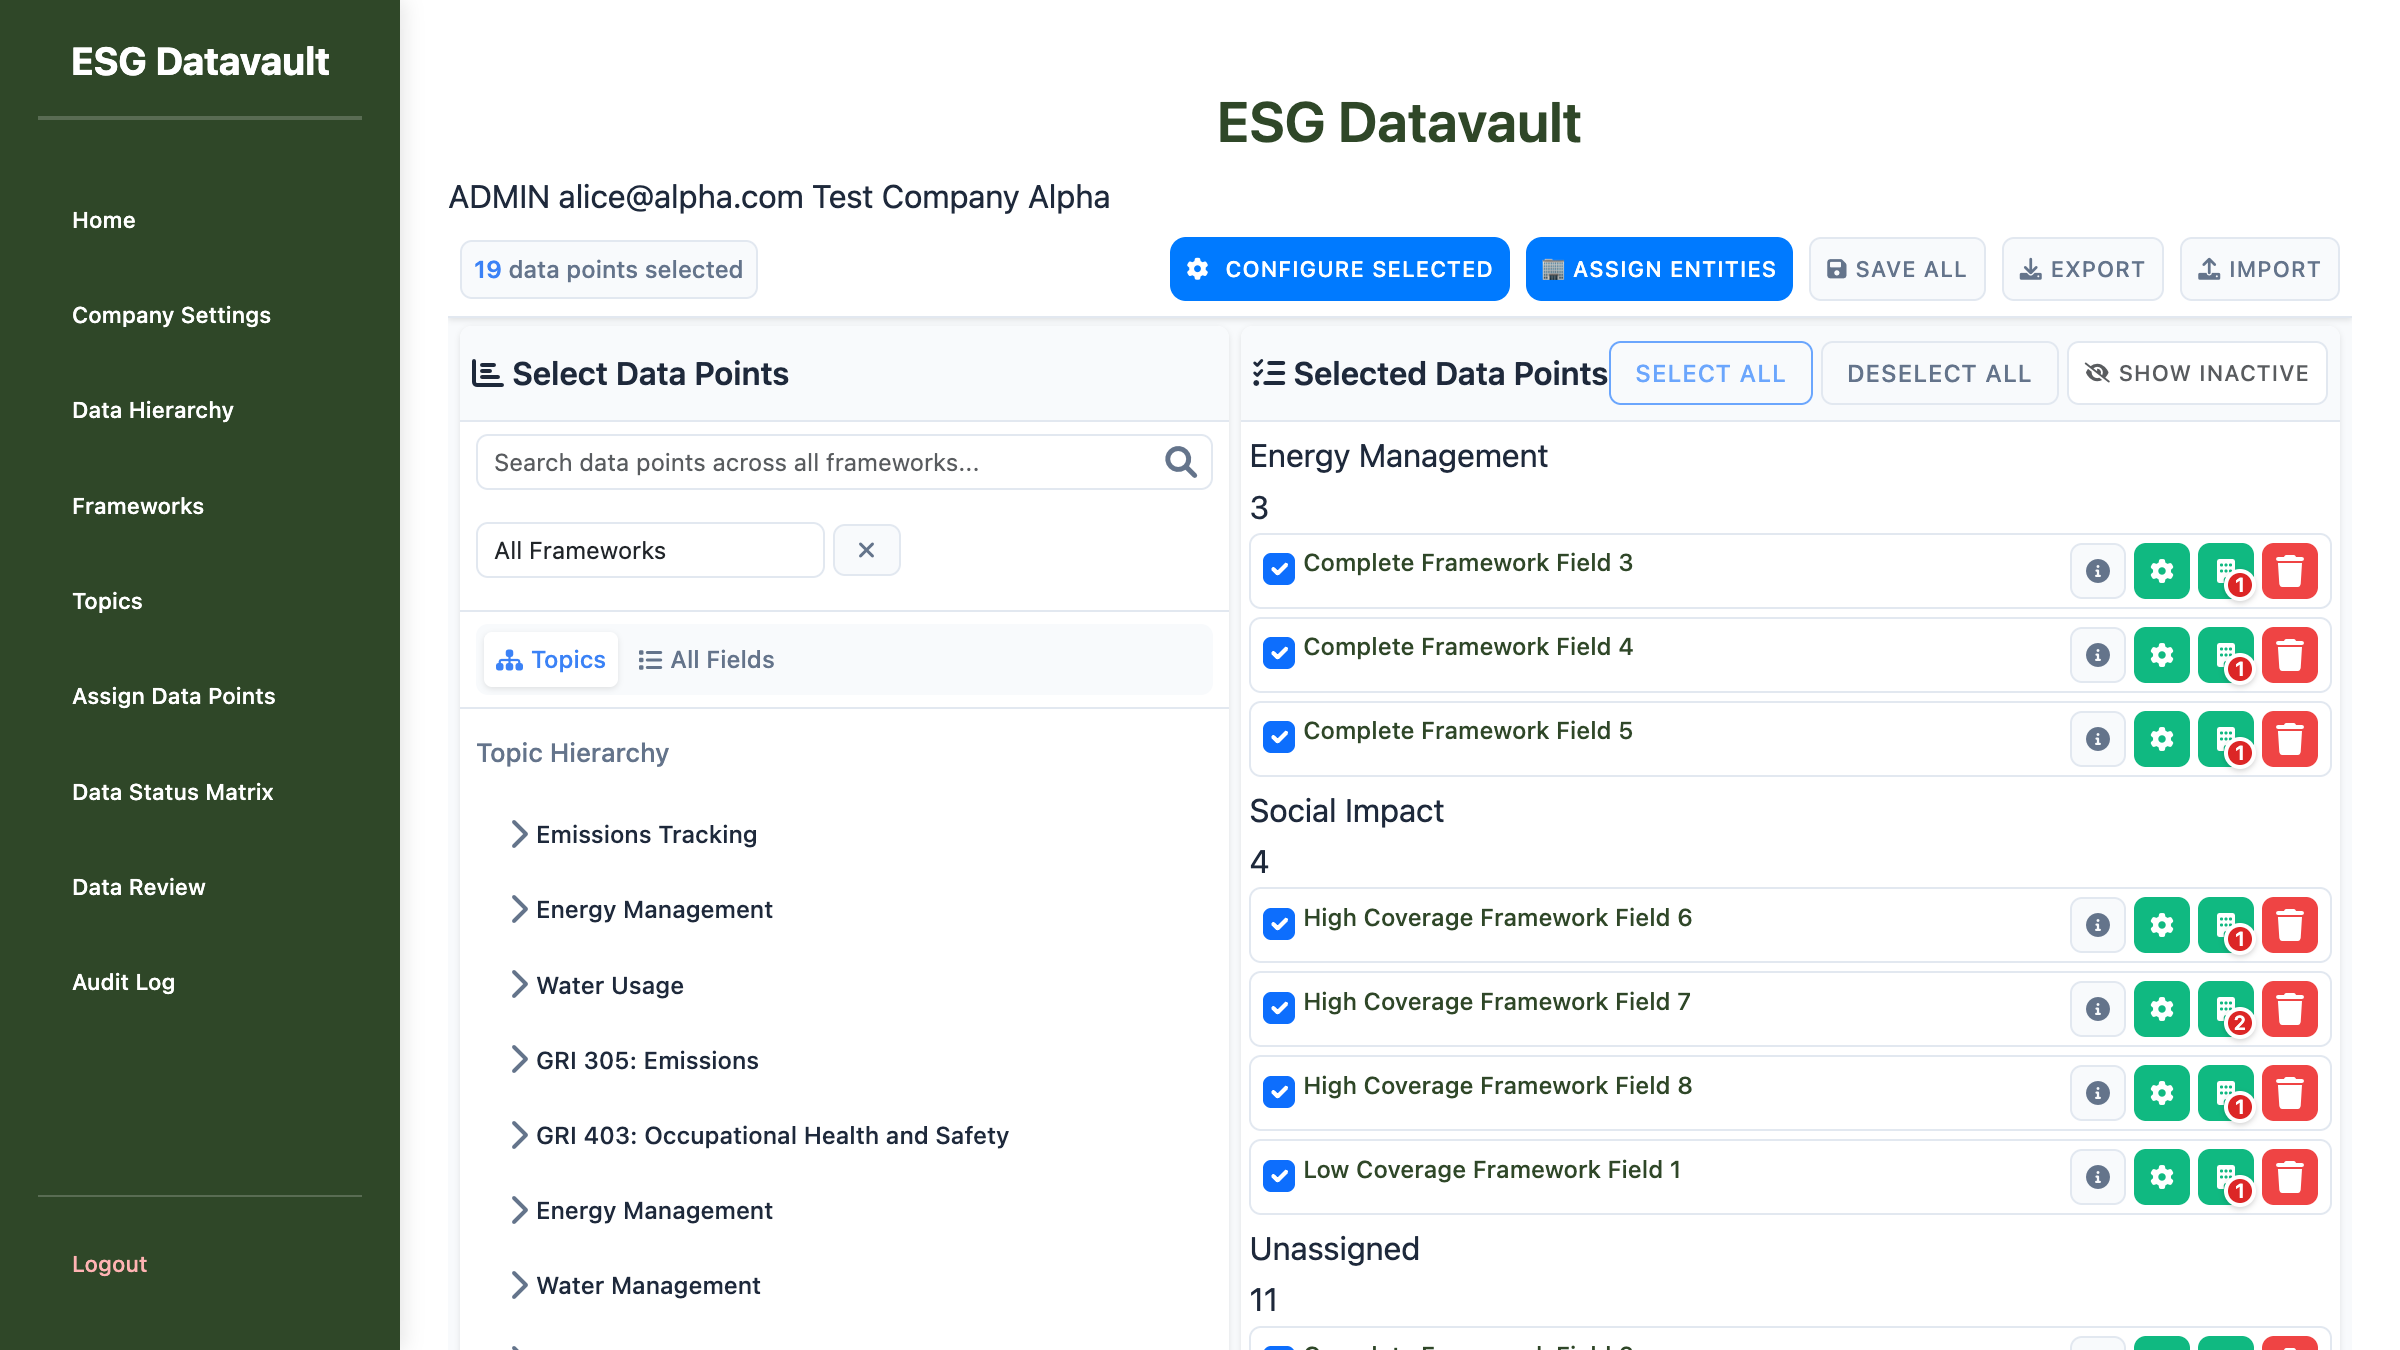 ESG Datavault
Home
Company Settings
Data Hierarchy
Frameworks
Topics
Assign Data Points
Data Status Matrix
Data Review
Audit Log
Logout
ESG Datavault
ADMIN alice@alpha.com Test Company Alpha
19 data points selected
CONFIGURE SELECTED
ASSIGN ENTITIES
SAVE ALL
EXPORT
IMPORT
Select Data Points
Search data points across all frameworks...
All Frameworks
Topics
All Fields
Topic Hierarchy
Emissions Tracking
Energy Management
Water Usage
GRI 305: Emissions
GRI 403: Occupational Health and Safety
Energy Management
Water Management
Selected Data Points
SELECT ALL
DESELECT ALL
SHOW INACTIVE
Energy Management
3
Complete Framework Field 3
1
Complete Framework Field 4
1
Complete Framework Field 5
1
Social Impact
4
High Coverage Framework Field 6
1
High Coverage Framework Field 7
2
High Coverage Framework Field 8
1
Low Coverage Framework Field 1
1
Unassigned
11